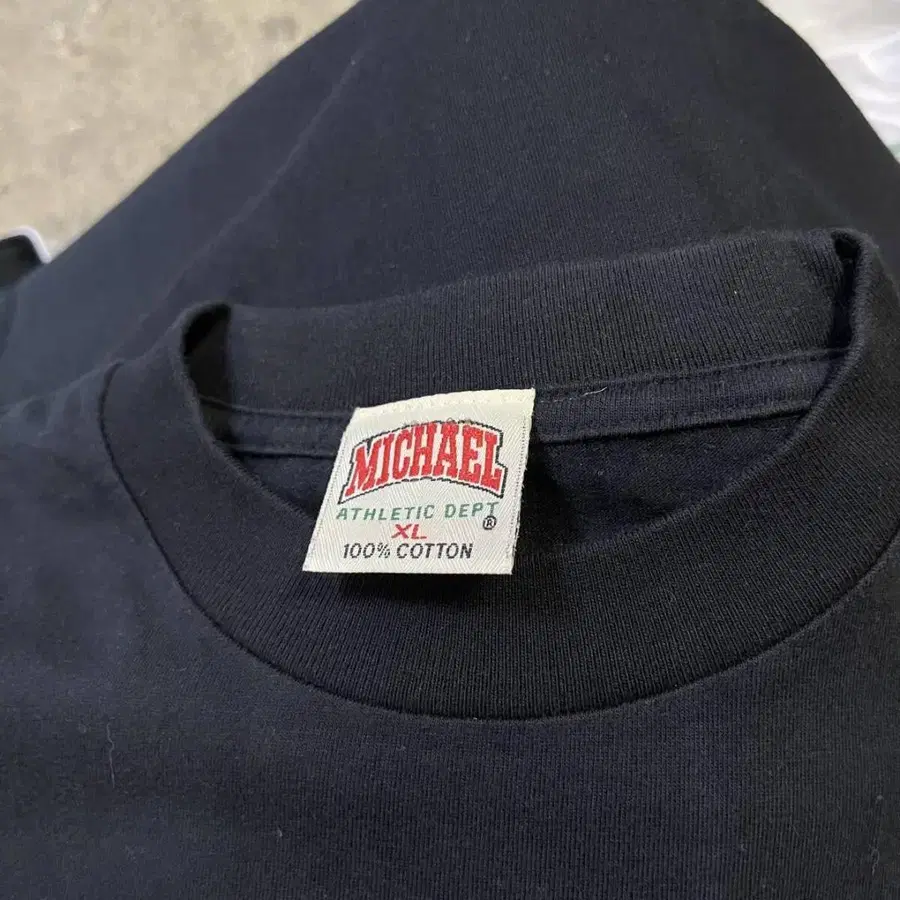 MICHAEL
ATHLETIC DEPT
®
XL
100% COTTON